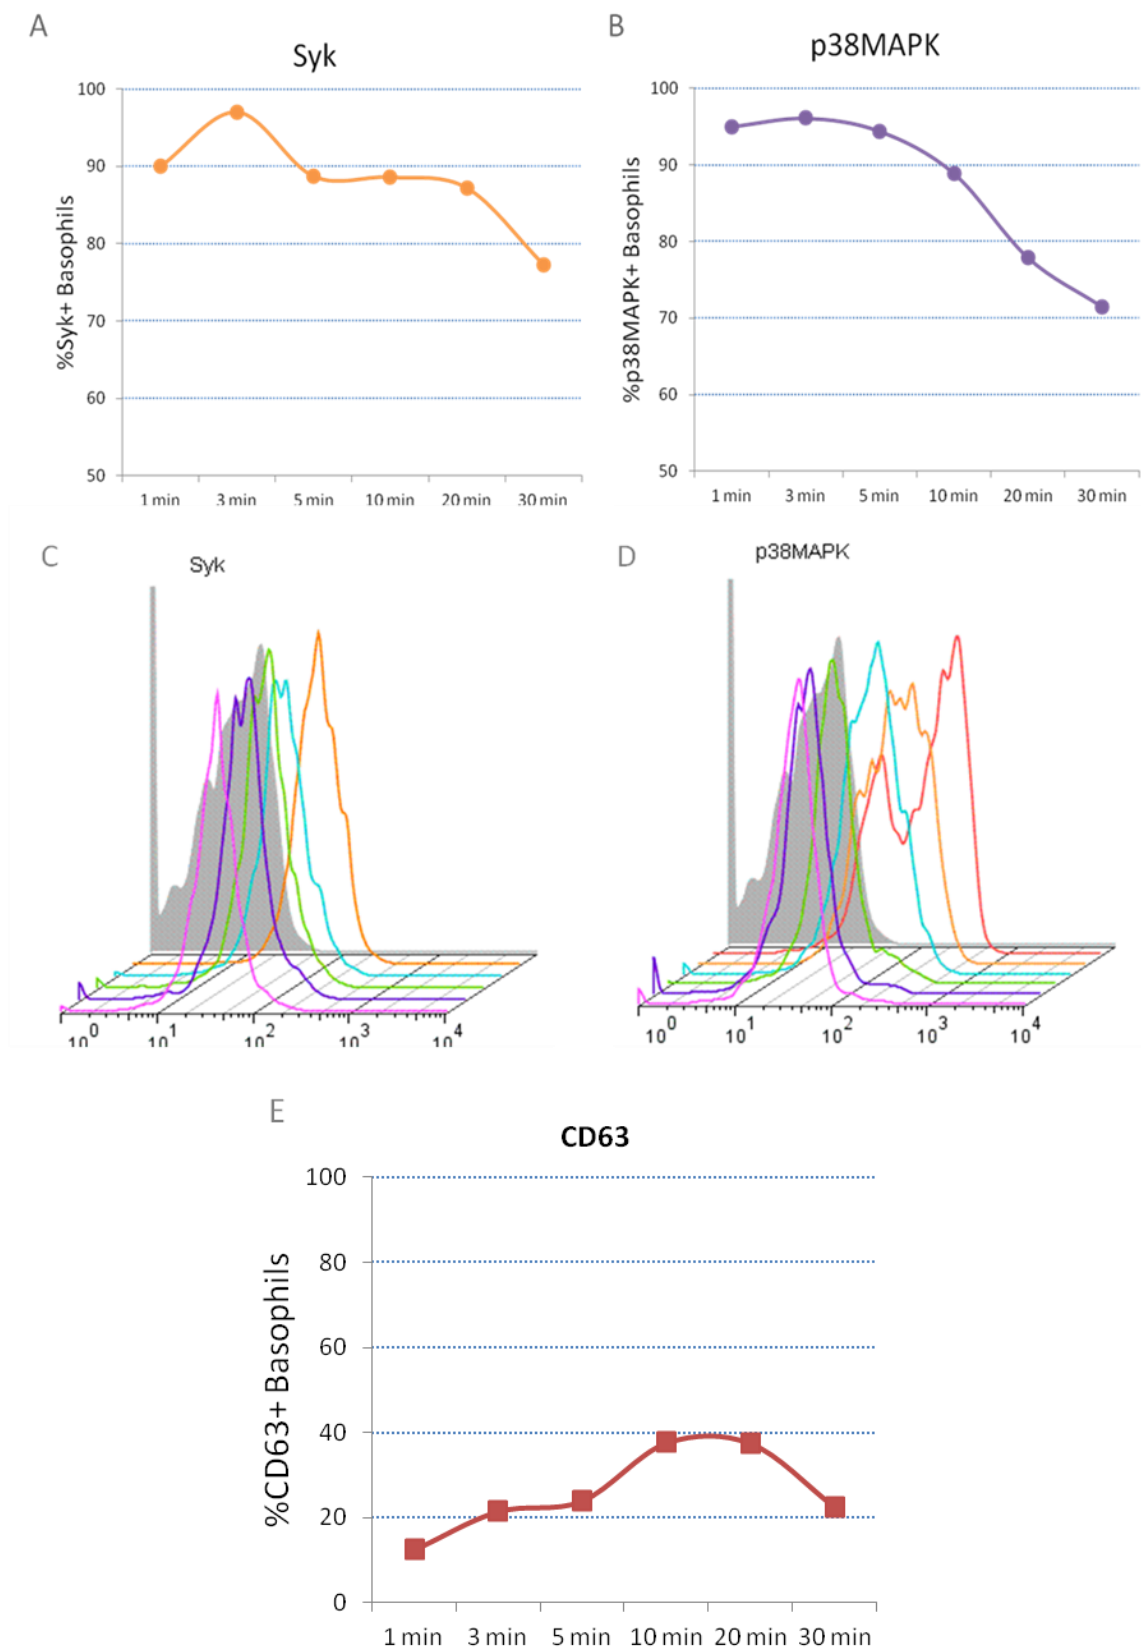 A
Syk
100
90
80
70
60
50
%Syk+ Basophils
1 min 3 min 5 min 10 min 20 min 30 min
B
p38MAPK
100
90
80
70
60
50
%p38MAPK+ Basophils
1 min 3 min 5 min 10 min 20 min 30 min
C
Syk
10^0 10^1 10^2 10^3 10^4
D
p38MAPK
10^0 10^1 10^2 10^3 10^4
E
CD63
100
80
60
40
20
0
%CD63+ Basophils
1 min 3 min 5 min 10 min 20 min 30 min